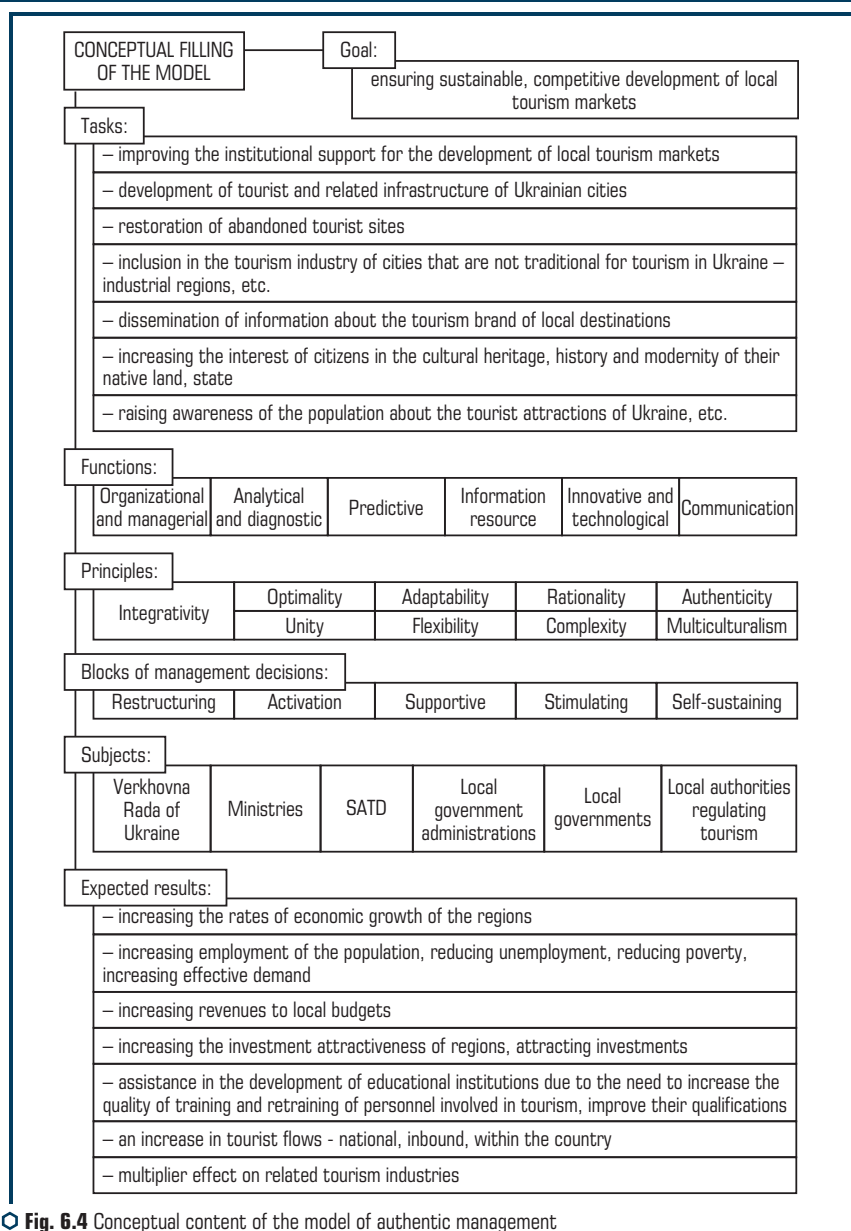 CONCEPTUAL FILLING
OF THE MODEL
Goal:
ensuring sustainable, competitive development of local
tourism markets
Tasks:
– improving the institutional support for the development of local tourism markets
– development of tourist and related infrastructure of Ukrainian cities
– restoration of abandoned tourist sites
– inclusion in the tourism industry of cities that are not traditional for tourism in Ukraine –
industrial regions, etc.
– dissemination of information about the tourism brand of local destinations
– increasing the interest of citizens in the cultural heritage, history and modernity of their
native land, state
– raising awareness of the population about the tourist attractions of Ukraine, etc.
Functions:
Organizational
and managerial
Analytical
and diagnostic
Predictive
Information
resource
Innovative and
technological
Communication
Principles:
Integrativity
Optimality
Adaptability
Rationality
Authenticity
Unity
Flexibility
Complexity
Multiculturalism
Blocks of management decisions:
Restructuring
Activation
Supportive
Stimulating
Self-sustaining
Subjects:
Verkhovna
Rada of
Ukraine
Ministries
SATD
Local
government
administrations
Local
governments
Local authorities
regulating
tourism
Expected results:
– increasing the rates of economic growth of the regions
– increasing employment of the population, reducing unemployment, reducing poverty,
increasing effective demand
– increasing revenues to local budgets
– increasing the investment attractiveness of regions, attracting investments
– assistance in the development of educational institutions due to the need to increase the
quality of training and retraining of personnel involved in tourism, improve their qualifications
– an increase in tourist flows - national, inbound, within the country
– multiplier effect on related tourism industries
Fig. 6.4 Conceptual content of the model of authentic management